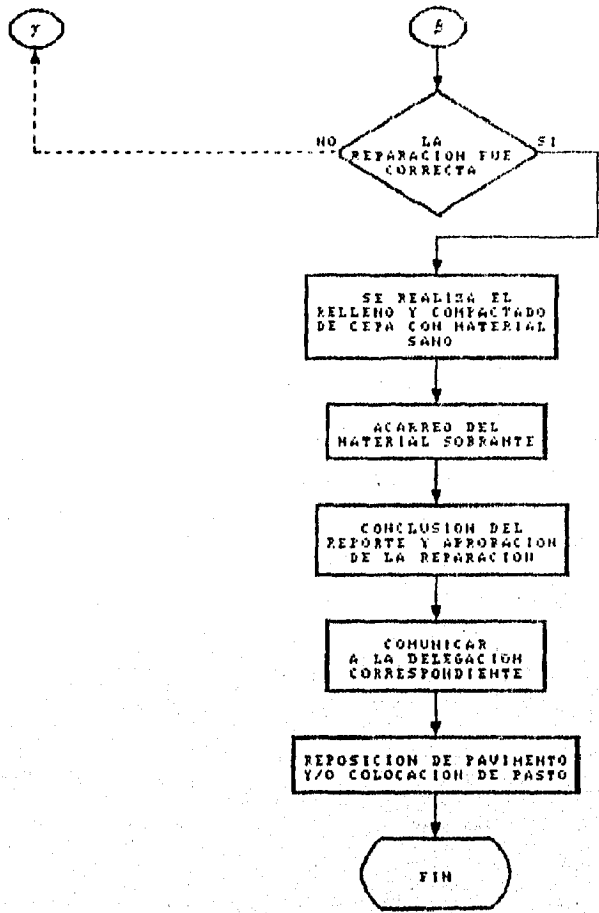 γ
β
NO
LA
REPARACION FUE
CORRECTA
SI
SE REALIZA EL
RELLENO Y COMPACTADO
DE CEPA CON MATERIAL
SANO
ACARREO DEL
MATERIAL SOBRANTE
CONCLUSION DEL
REPORTE Y APROBACION
DE LA REPARACION
COMUNICAR
A LA DELEGACION
CORRESPONDIENTE
REPOSICION DE PAVIMENTO
Y/O COLOCACION DE PASTO
FIN